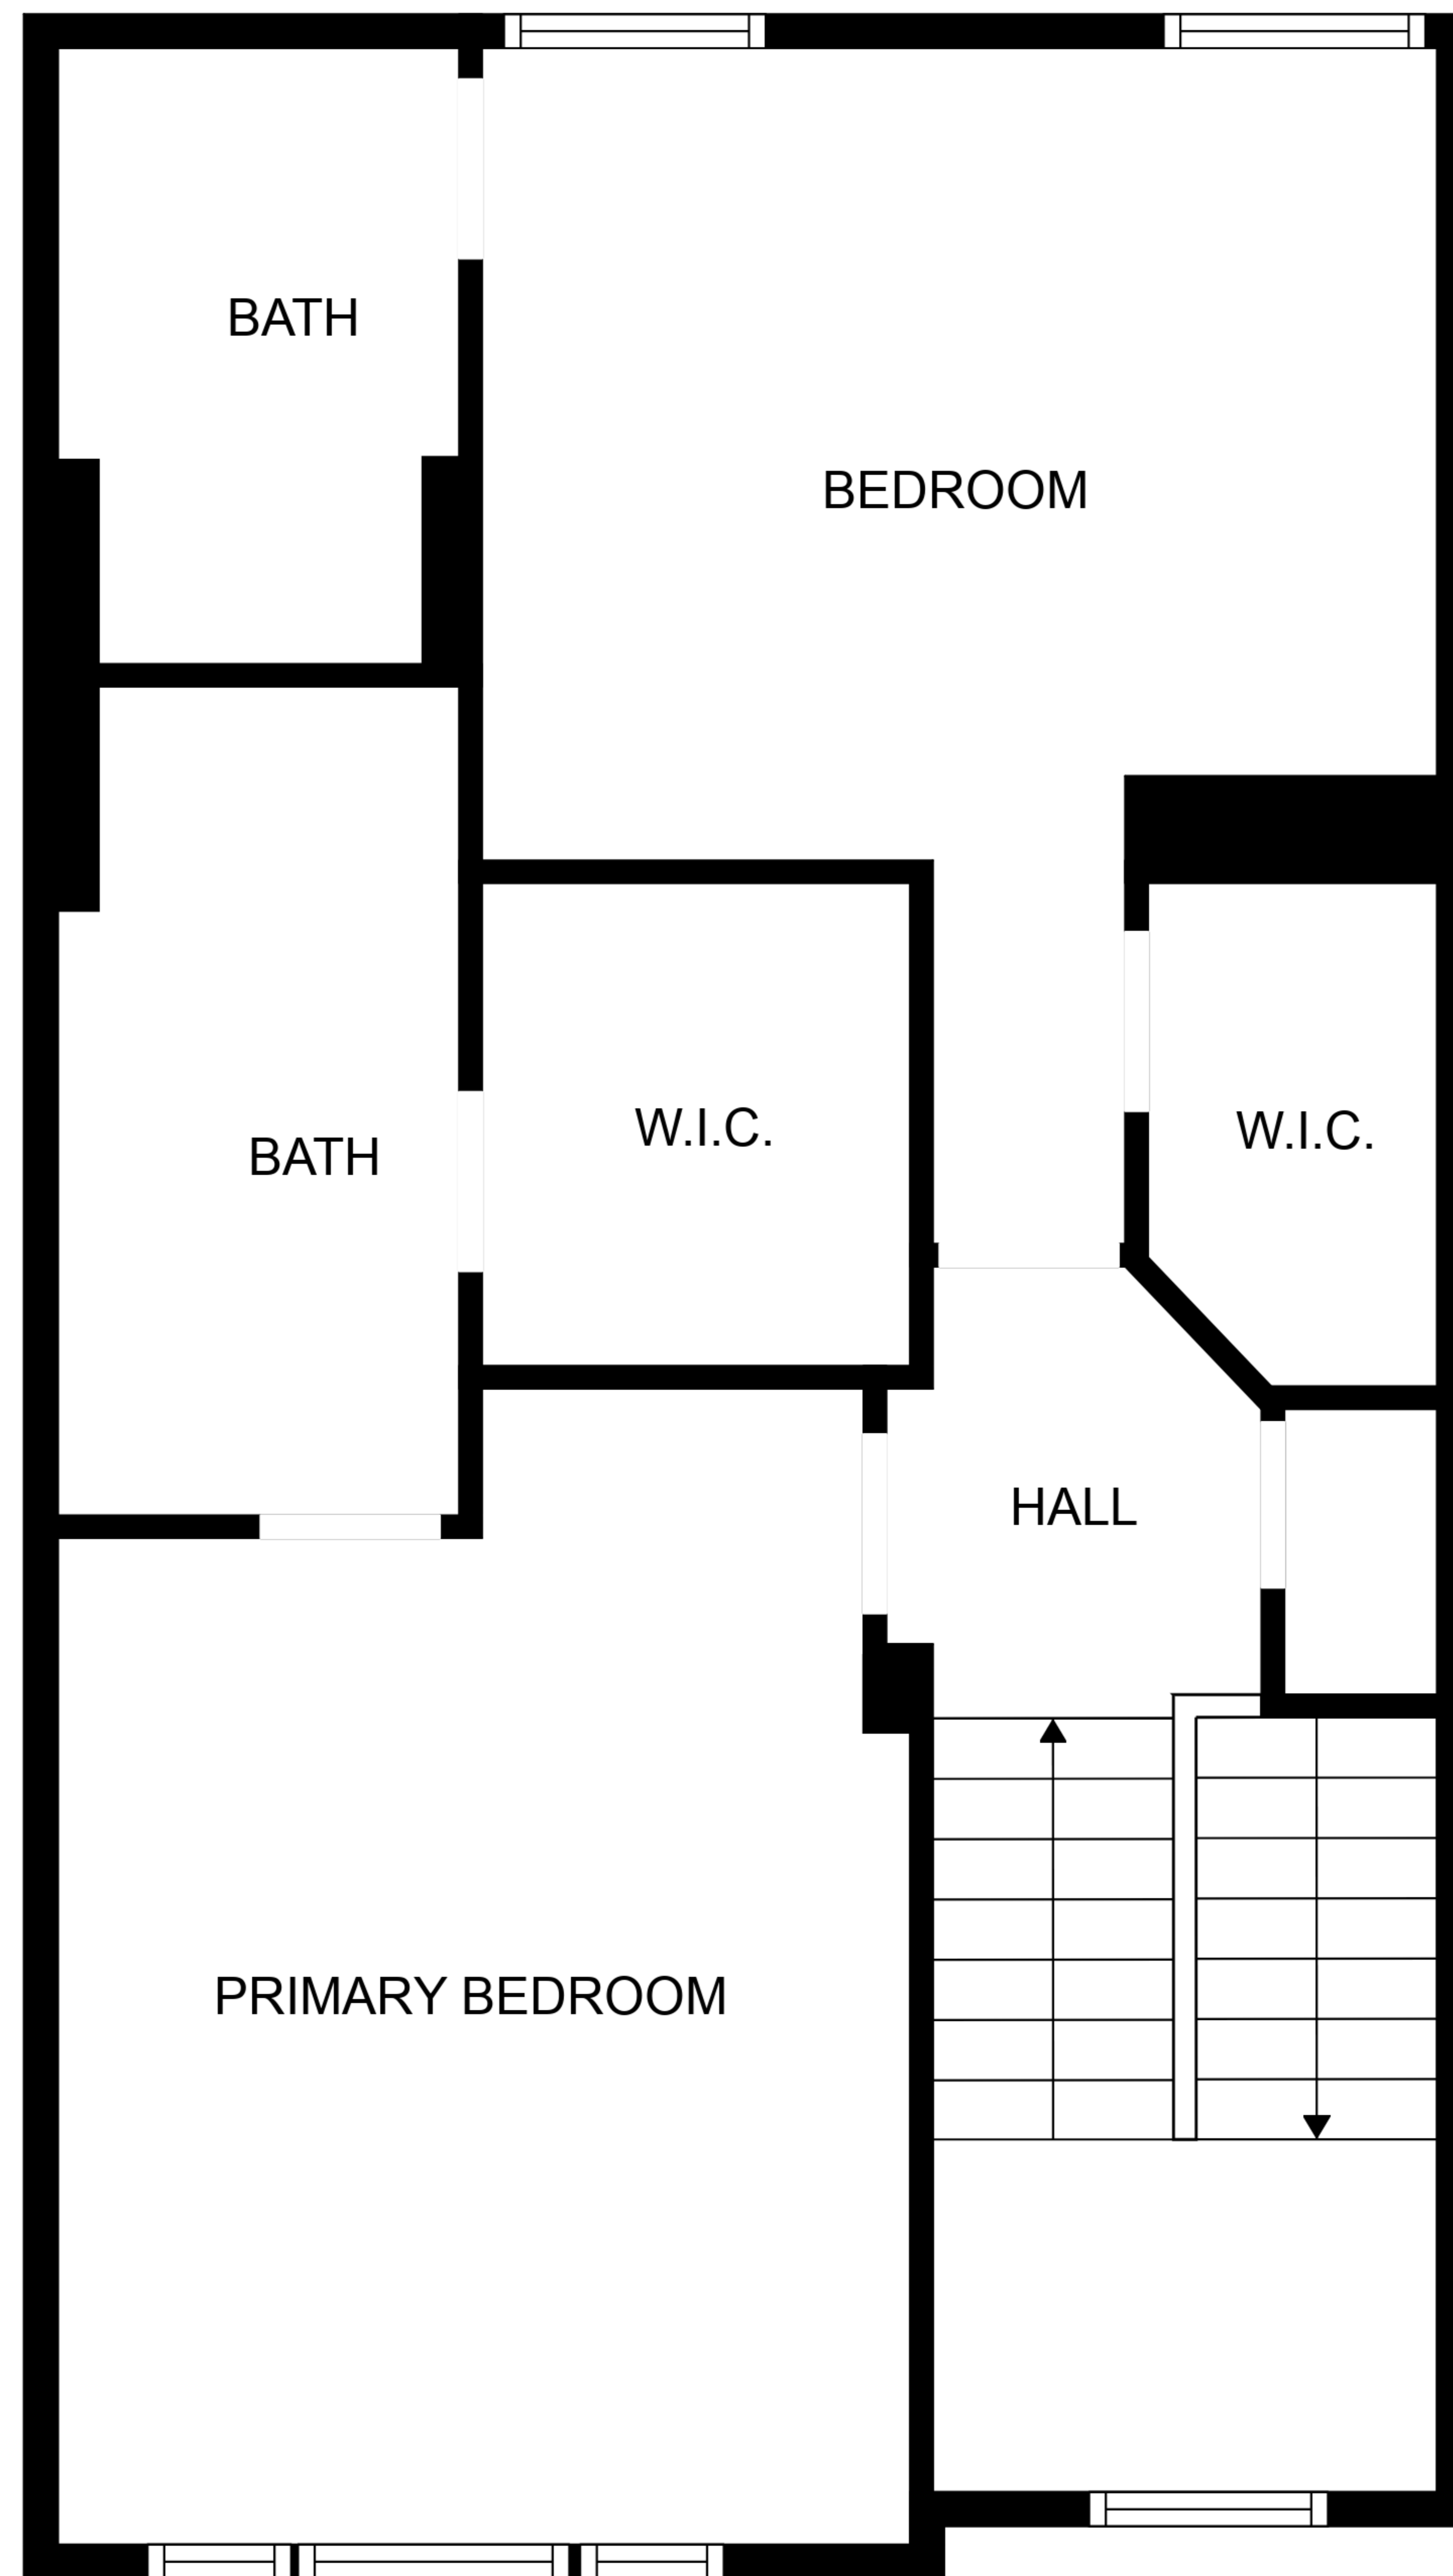 BATH
BEDROOM
W.I.C.
W.I.C.
BATH
HALL
PRIMARY BEDROOM